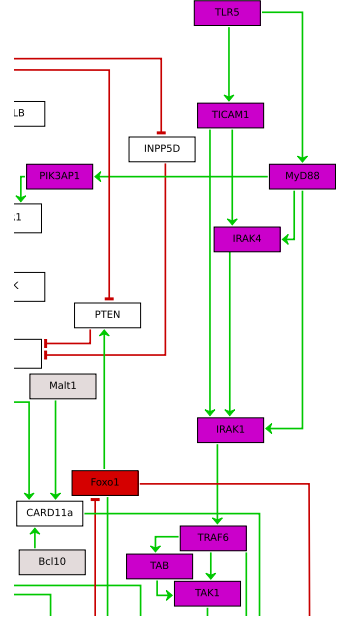 TLR5
LB
TICAM1
INPP5D
PIK3AP1
MyD88
.1
IRAK4
PTEN
Malt1
IRAK1
Foxo1
CARD11a
TRAF6
Bcl10
TAB
TAK1